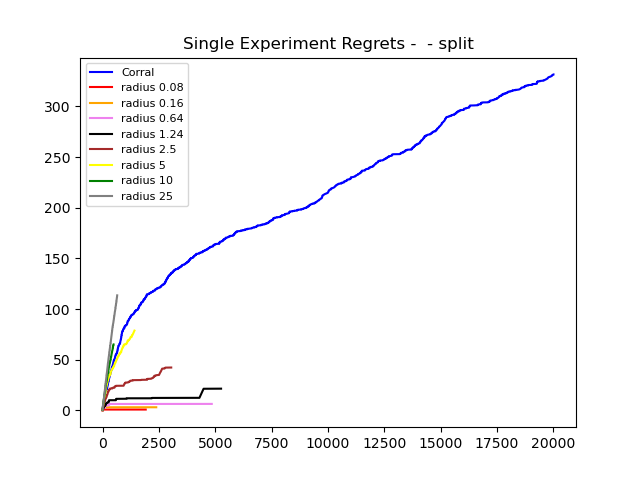 Single Experiment Regrets -  - split
Corral
radius 0.08
radius 0.16
radius 0.64
radius 1.24
radius 2.5
radius 5
radius 10
radius 25
300
250
200
150
100
50
0
0 2500 5000 7500 10000 12500 15000 17500 20000